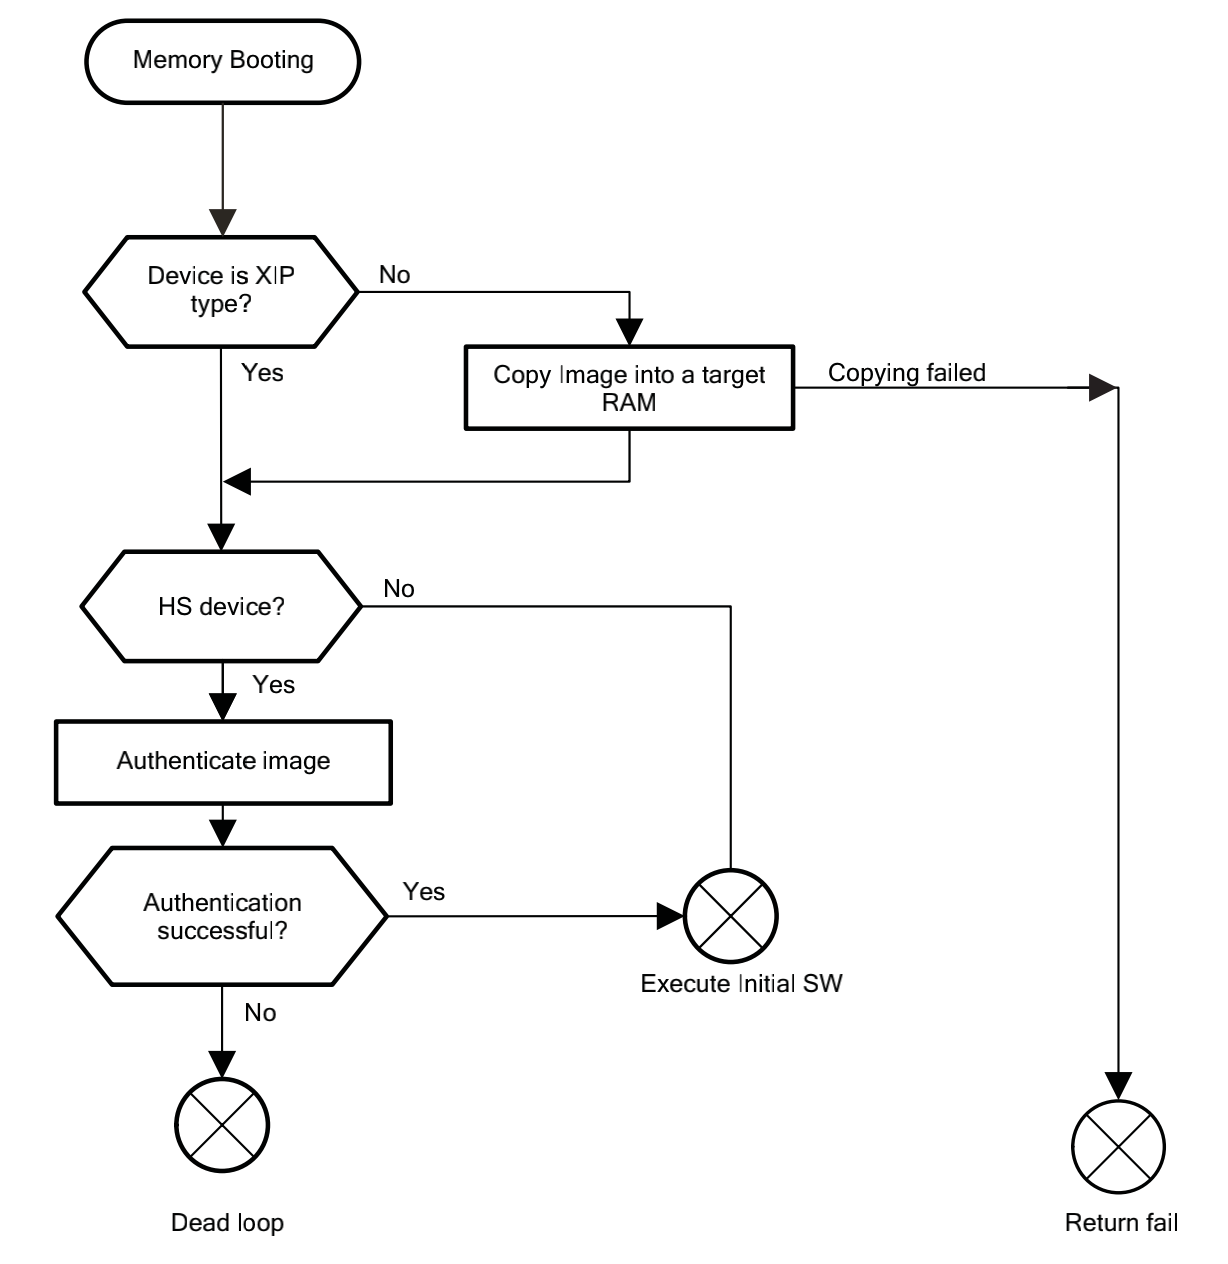 Memory Booting
Device is XIP
type?
No
Yes
Copy Image into a target
RAM
Copying failed
HS device?
No
Yes
Authenticate image
Authentication
successful?
Yes
Execute Initial SW
No
Dead loop
Return fail